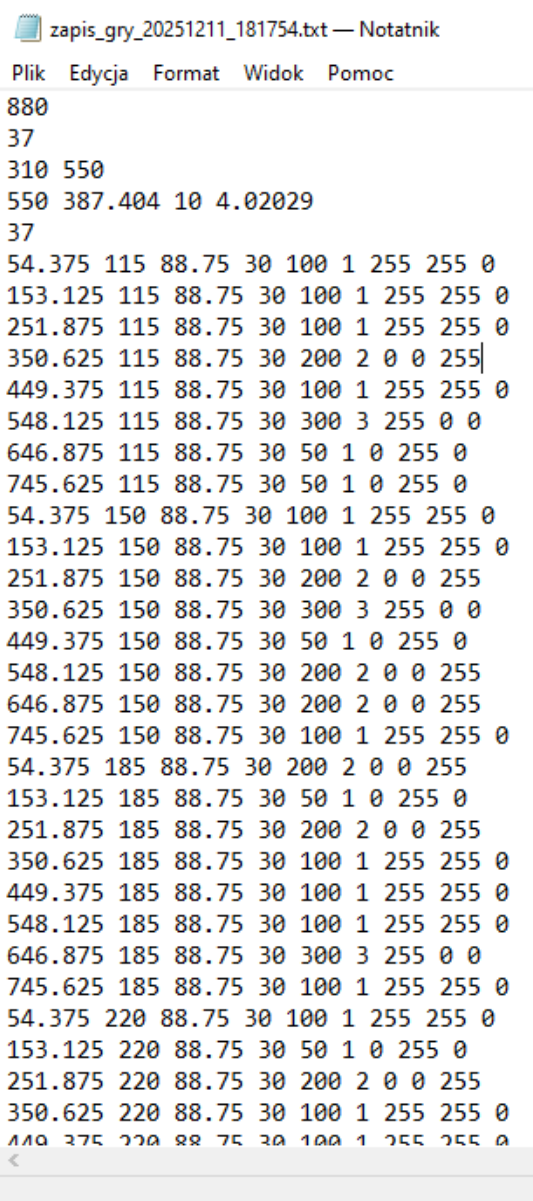 zapis_gry_20251211_181754.txt — Notatnik
Plik Edycja Format Widok Pomoc
880
37
310 550
550 387.404 10 4.02029
37
54.375 115 88.75 30 100 1 255 255 0
153.125 115 88.75 30 100 1 255 255 0
251.875 115 88.75 30 100 1 255 255 0
350.625 115 88.75 30 200 2 0 0 255
449.375 115 88.75 30 100 1 255 255 0
548.125 115 88.75 30 300 3 255 0 0
646.875 115 88.75 30 50 1 0 255 0
745.625 115 88.75 30 50 1 0 255 0
54.375 150 88.75 30 100 1 255 255 0
153.125 150 88.75 30 100 1 255 255 0
251.875 150 88.75 30 200 2 0 0 255
350.625 150 88.75 30 300 3 255 0 0
449.375 150 88.75 30 50 1 0 255 0
548.125 150 88.75 30 200 2 0 0 255
646.875 150 88.75 30 200 2 0 0 255
745.625 150 88.75 30 100 1 255 255 0
54.375 185 88.75 30 200 2 0 0 255
153.125 185 88.75 30 50 1 0 255 0
251.875 185 88.75 30 200 2 0 0 255
350.625 185 88.75 30 100 1 255 255 0
449.375 185 88.75 30 100 1 255 255 0
548.125 185 88.75 30 100 1 255 255 0
646.875 185 88.75 30 300 3 255 0 0
745.625 185 88.75 30 100 1 255 255 0
54.375 220 88.75 30 100 1 255 255 0
153.125 220 88.75 30 50 1 0 255 0
251.875 220 88.75 30 200 2 0 0 255
350.625 220 88.75 30 100 1 255 255 0
449.375 220 88.75 30 100 1 255 255 0